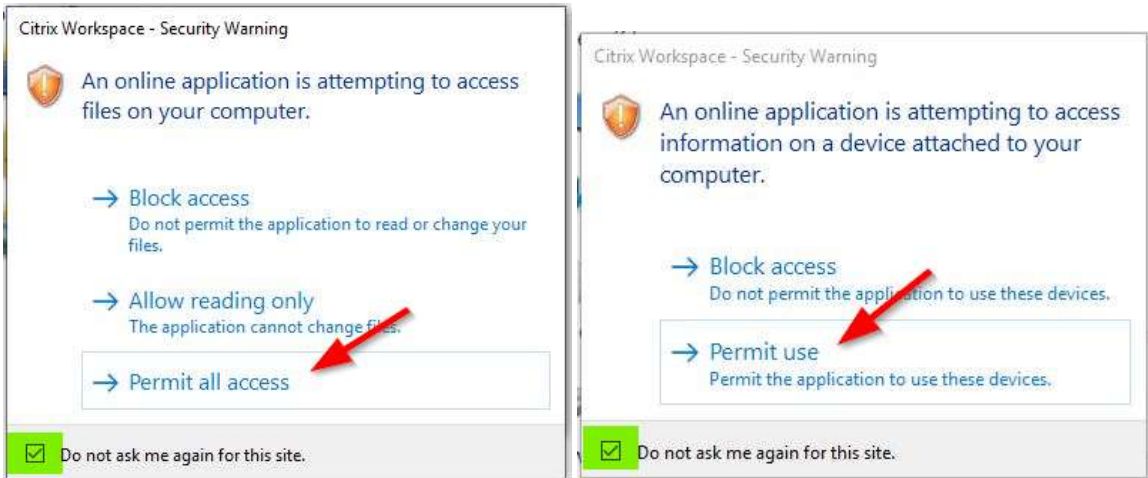 Citrix Workspace - Security Warning
An online application is attempting to access
files on your computer.
Block access
Do not permit the application to read or change your
files.
Allow reading only
The application cannot change files.
Permit all access
Do not ask me again for this site.
Citrix Workspace - Security Warning
An online application is attempting to access
information on a device attached to your
computer.
Block access
Do not permit the application to use these devices.
Permit use
Permit the application to use these devices.
Do not ask me again for this site.